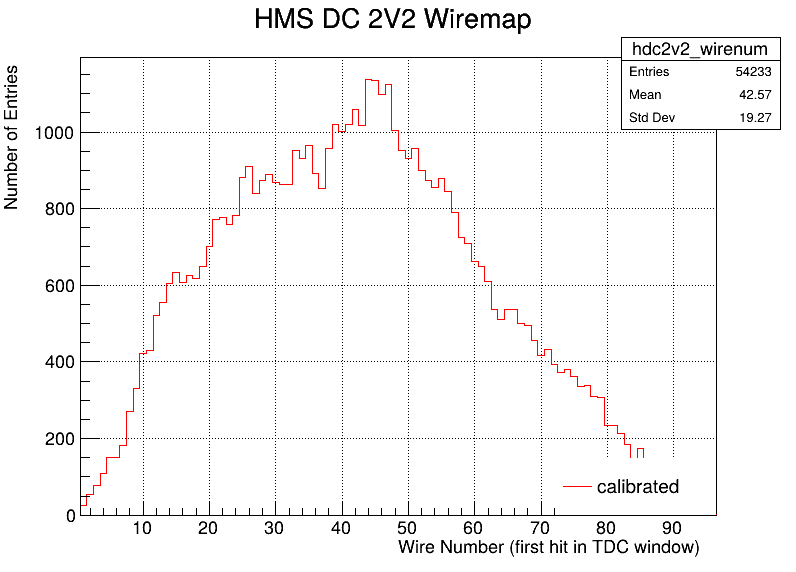 HMS DC 2V2 Wiremap
hdc2v2_wirenum
Entries 54233
Mean 42.57
Std Dev 19.27
Number of Entries
1000
800
600
400
200
0
10 20 30 40 50 60 70 80 90
calibrated
Wire Number (first hit in TDC window)